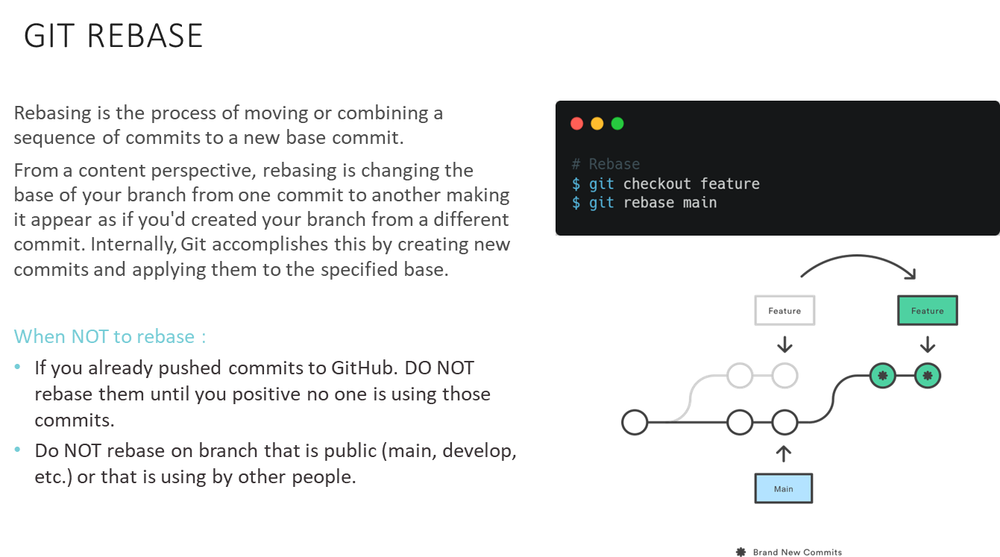 GIT REBASE
Rebasing is the process of moving or combining a
sequence of commits to a new base commit.
From a content perspective, rebasing is changing the
base of your branch from one commit to another making
it appear as if you'd created your branch from a different
commit. Internally, Git accomplishes this by creating new
commits and applying them to the specified base.
When NOT to rebase :
• If you already pushed commits to GitHub. DO NOT
rebase them until you positive no one is using those
commits.
• Do NOT rebase on branch that is public (main, develop,
etc.) or that is using by other people.
# Rebase
$ git checkout feature
$ git rebase main
Feature
Feature
Main
Brand New Commits